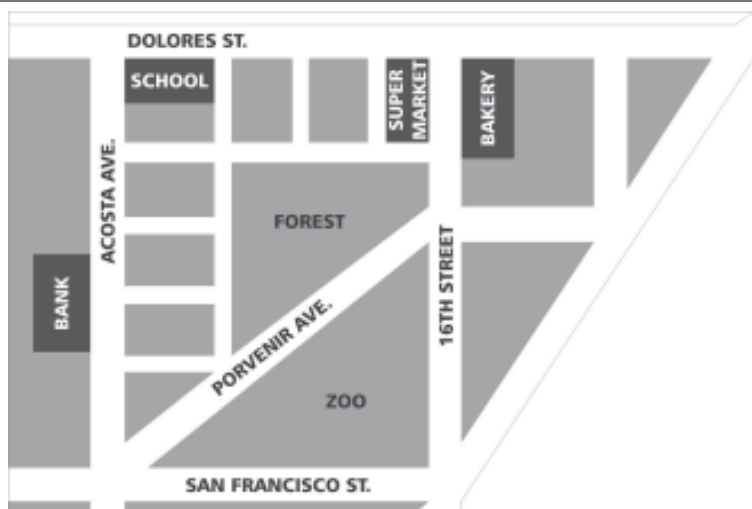 DOLORES ST.
SCHOOL
SUPER
MARKET
BAKERY
ACOSTA AVE.
FOREST
BANK
PORVENIR AVE.
16TH STREET
ZOO
SAN FRANCISCO ST.